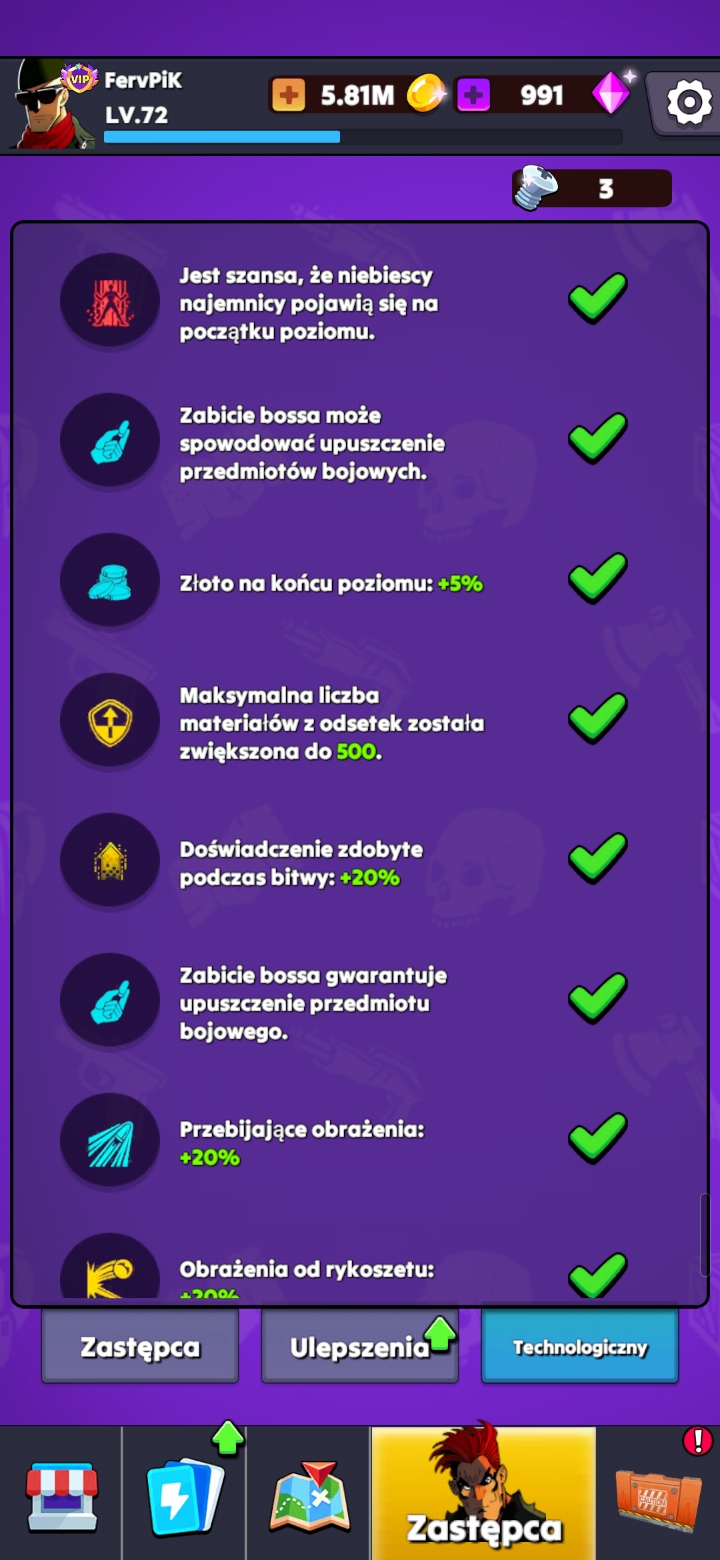 VIP
FervPiK
LV.72
5.81M
991
3
Jest szansa, że niebiescy
najemnicy pojawią się na
początku poziomu.
Zabicie bossa może
spowodować upuszczenie
przedmiotów bojowych.
Złoto na końcu poziomu: +5%
Maksymalna liczba
materiałów z odsetek została
zwiększona do 500.
Doświadczenie zdobyte
podczas bitwy: +20%
Zabicie bossa gwarantuje
upuszczenie przedmiotu
bojowego.
Przebijające obrażenia:
+20%
Obrażenia od rykoszetu:
+20%
Zastępca
Ulepszenia
Technologiczny
Zastępca
CAUTION